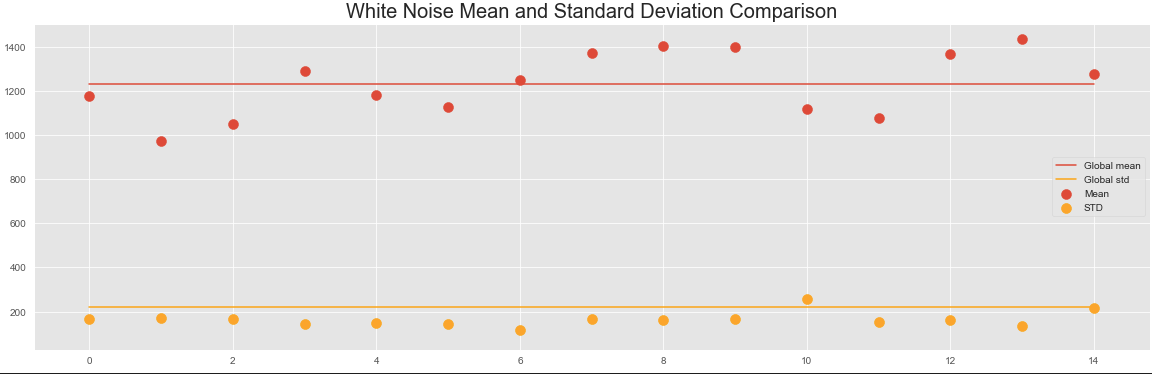 White Noise Mean and Standard Deviation Comparison
1400
1200
1000
800
600
400
200
0 2 4 6 8 10 12 14
Global mean
Global std
Mean
STD